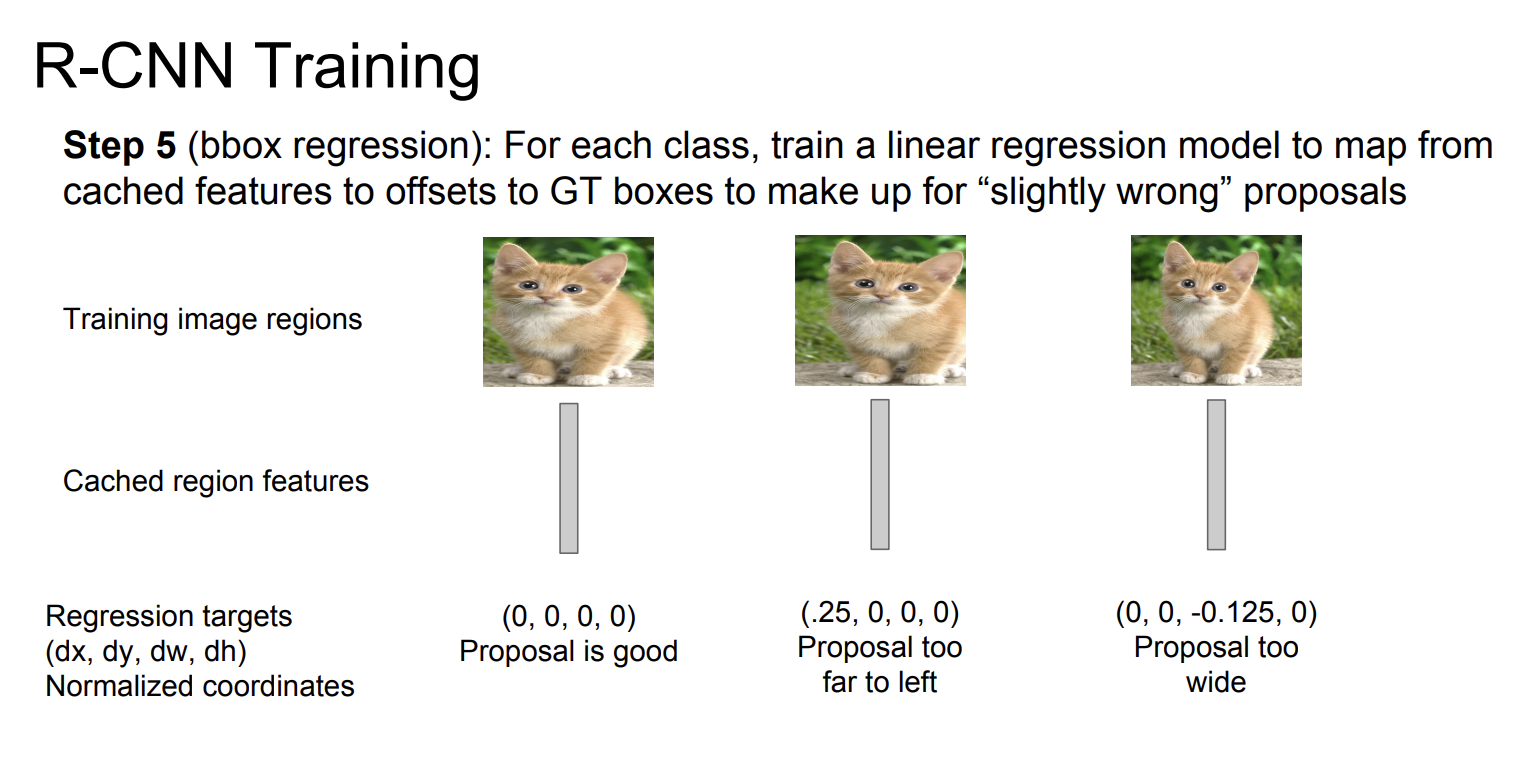 R-CNN Training
Step 5 (bbox regression): For each class, train a linear regression model to map from
cached features to offsets to GT boxes to make up for “slightly wrong” proposals
Training image regions
Cached region features
Regression targets
(dx, dy, dw, dh)
Normalized coordinates
(0, 0, 0, 0)
Proposal is good
(.25, 0, 0, 0)
Proposal too
far to left
(0, 0, -0.125, 0)
Proposal too
wide